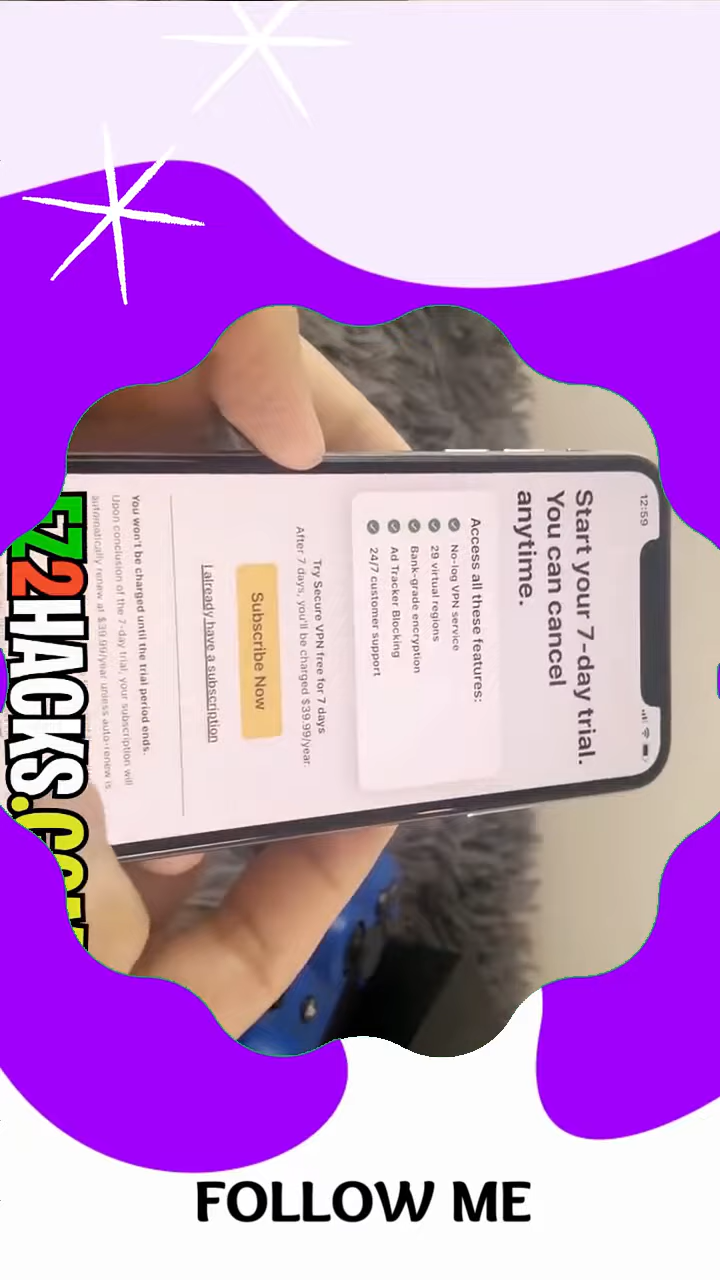 12:59
Start your 7-day trial.
You can cancel
anytime.
Access all these features:
No-log VPN service
29 virtual regions
Bank-grade encryption
Ad Tracker Blocking
24/7 customer support
Try Secure VPN free for 7 days
After 7 days, you'll be charged $39.99/year.
Subscribe Now
I already have a subscription
You won't be charged until the trial period ends.
Upon conclusion of the 7-day trial, your subscription will
automatically renew at $39.99/year unless auto-renew is
EZ2HACKS.COM
FOLLOW ME